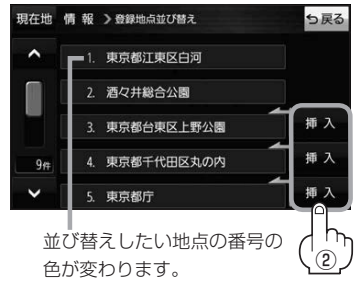 現在地 情報 > 登録地点並び替え
戻る
1. 東京都江東区白河
2. 酒々井総合公園
3. 東京都台東区上野公園
挿入
4. 東京都千代田区丸の内
挿入
9件
5. 東京都庁
挿入
②
並び替えしたい地点の番号の
色が変わります。